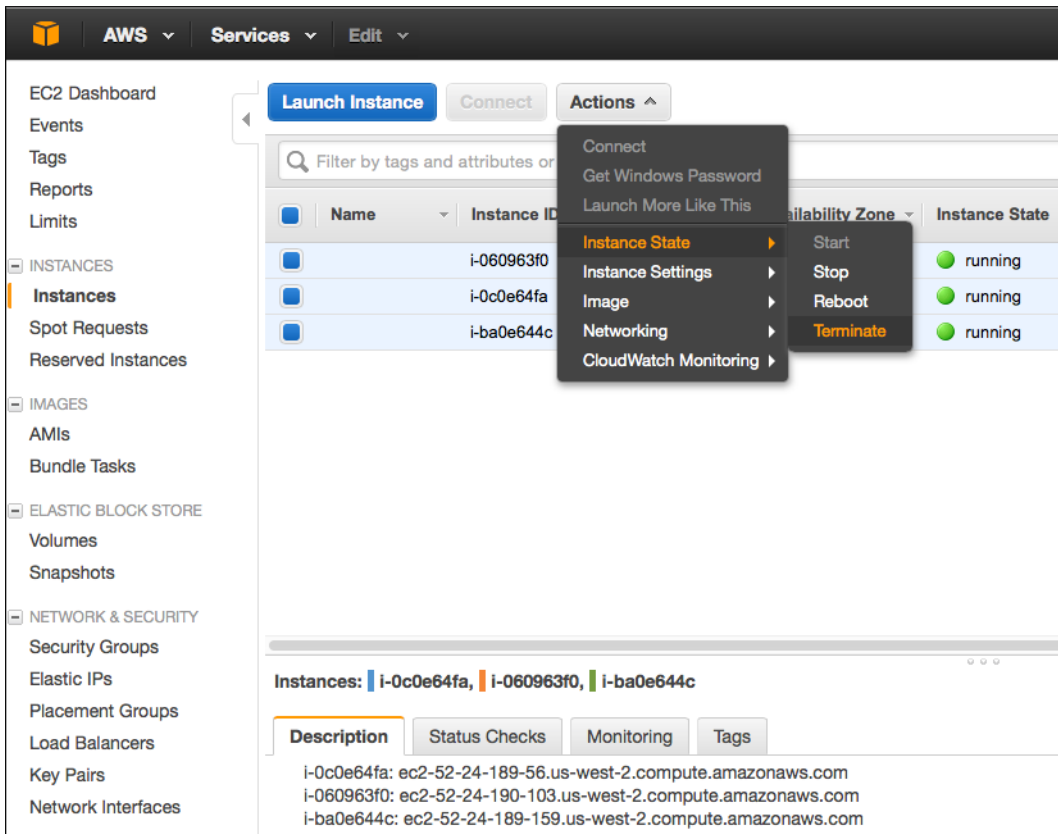 AWS Services Edit
EC2 Dashboard
Events
Tags
Reports
Limits
INSTANCES
Instances
Spot Requests
Reserved Instances
IMAGES
AMIs
Bundle Tasks
ELASTIC BLOCK STORE
Volumes
Snapshots
NETWORK & SECURITY
Security Groups
Elastic IPs
Placement Groups
Load Balancers
Key Pairs
Network Interfaces
Launch Instance Connect Actions
Filter by tags and attributes or
Name Instance ID ailability Zone Instance State
i-060963f0 running
i-0c0e64fa running
i-ba0e644c running
Connect
Get Windows Password
Launch More Like This
Instance State
Instance Settings
Image
Networking
CloudWatch Monitoring
Start
Stop
Reboot
Terminate
Instances: i-0c0e64fa, i-060963f0, i-ba0e644c
Description Status Checks Monitoring Tags
i-0c0e64fa: ec2-52-24-189-56.us-west-2.compute.amazonaws.com
i-060963f0: ec2-52-24-190-103.us-west-2.compute.amazonaws.com
i-ba0e644c: ec2-52-24-189-159.us-west-2.compute.amazonaws.com